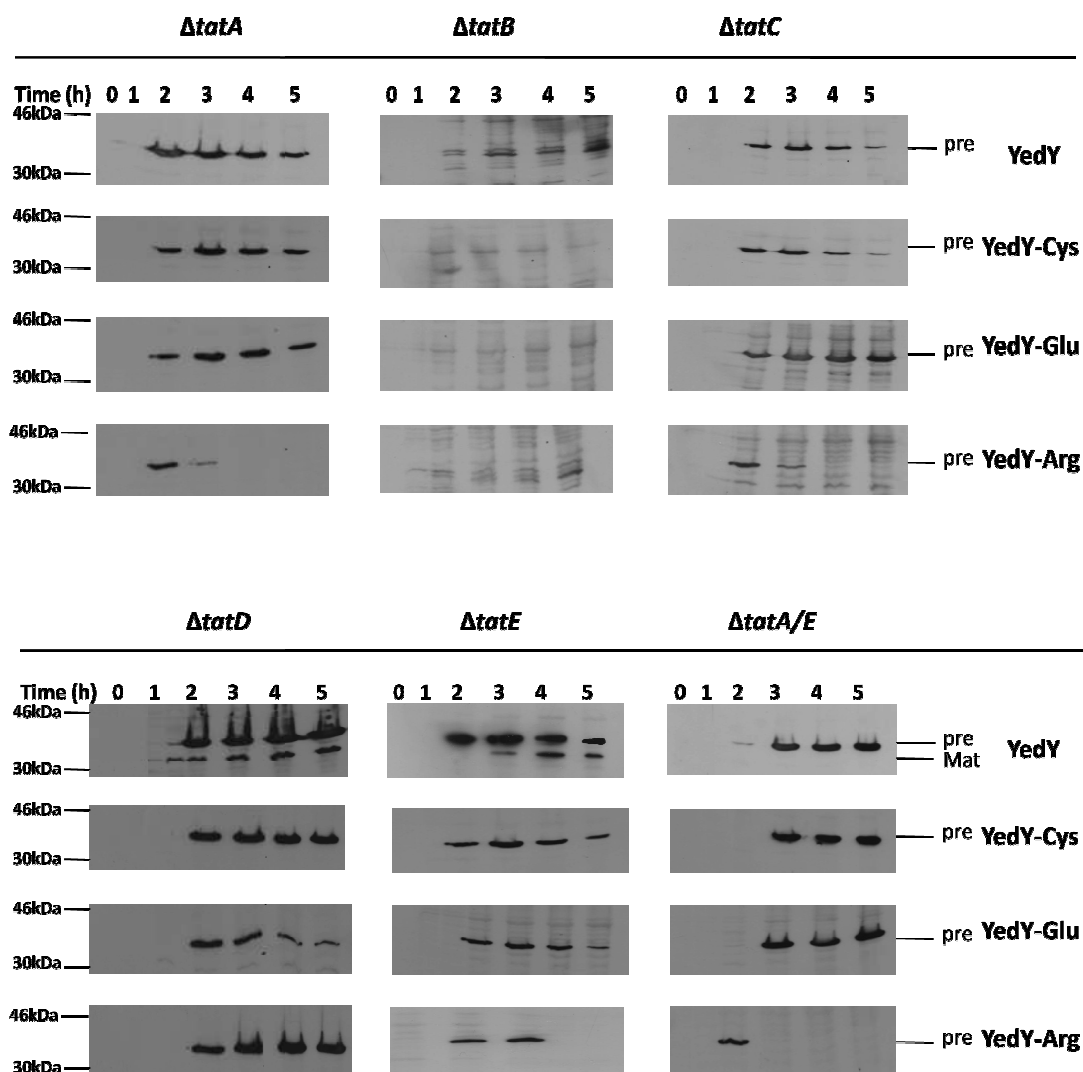 ΔtatA ΔtatB ΔtatC
Time (h) 0 1 2 3 4 5 0 1 2 3 4 5 0 1 2 3 4 5
46kDa
pre YedY
30kDa
46kDa
pre YedY-Cys
30kDa
46kDa
pre YedY-Glu
30kDa
46kDa
pre YedY-Arg
30kDa
ΔtatD ΔtatE ΔtatA/E
Time (h) 0 1 2 3 4 5 0 1 2 3 4 5 0 1 2 3 4 5
46kDa
pre YedY
Mat
30kDa
46kDa
pre YedY-Cys
30kDa
46kDa
pre YedY-Glu
30kDa
46kDa
pre YedY-Arg
30kDa